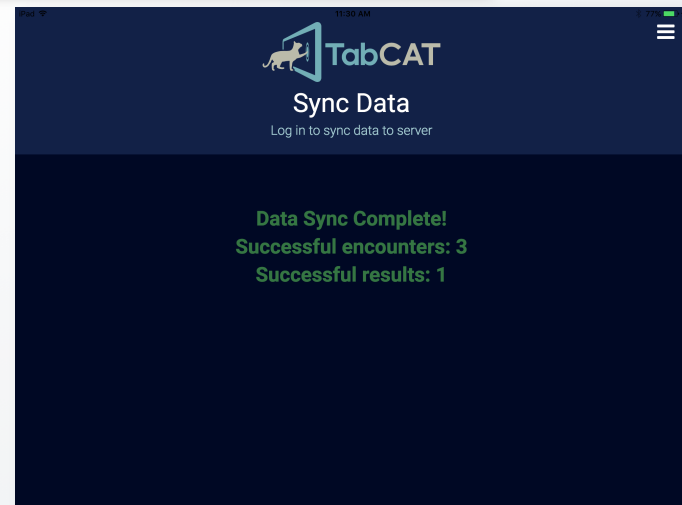 iPad 11:30 AM 77%
TabCAT
Sync Data
Log in to sync data to server
Data Sync Complete!
Successful encounters: 3
Successful results: 1